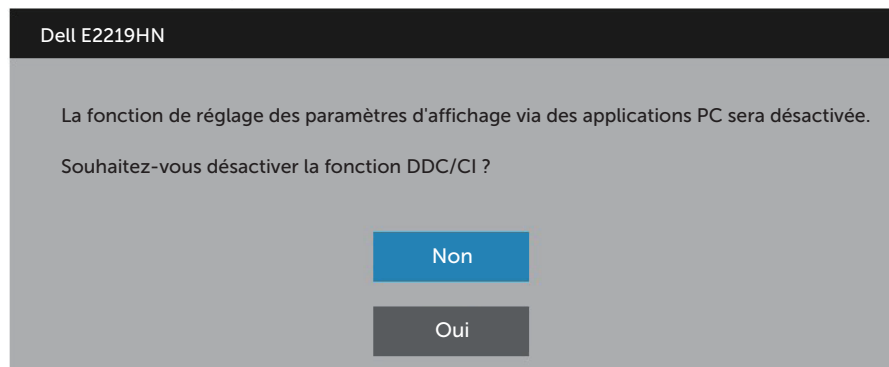 Dell E2219HN
La fonction de réglage des paramètres d'affichage via des applications PC sera désactivée.
Souhaitez-vous désactiver la fonction DDC/CI ?
Non
Oui